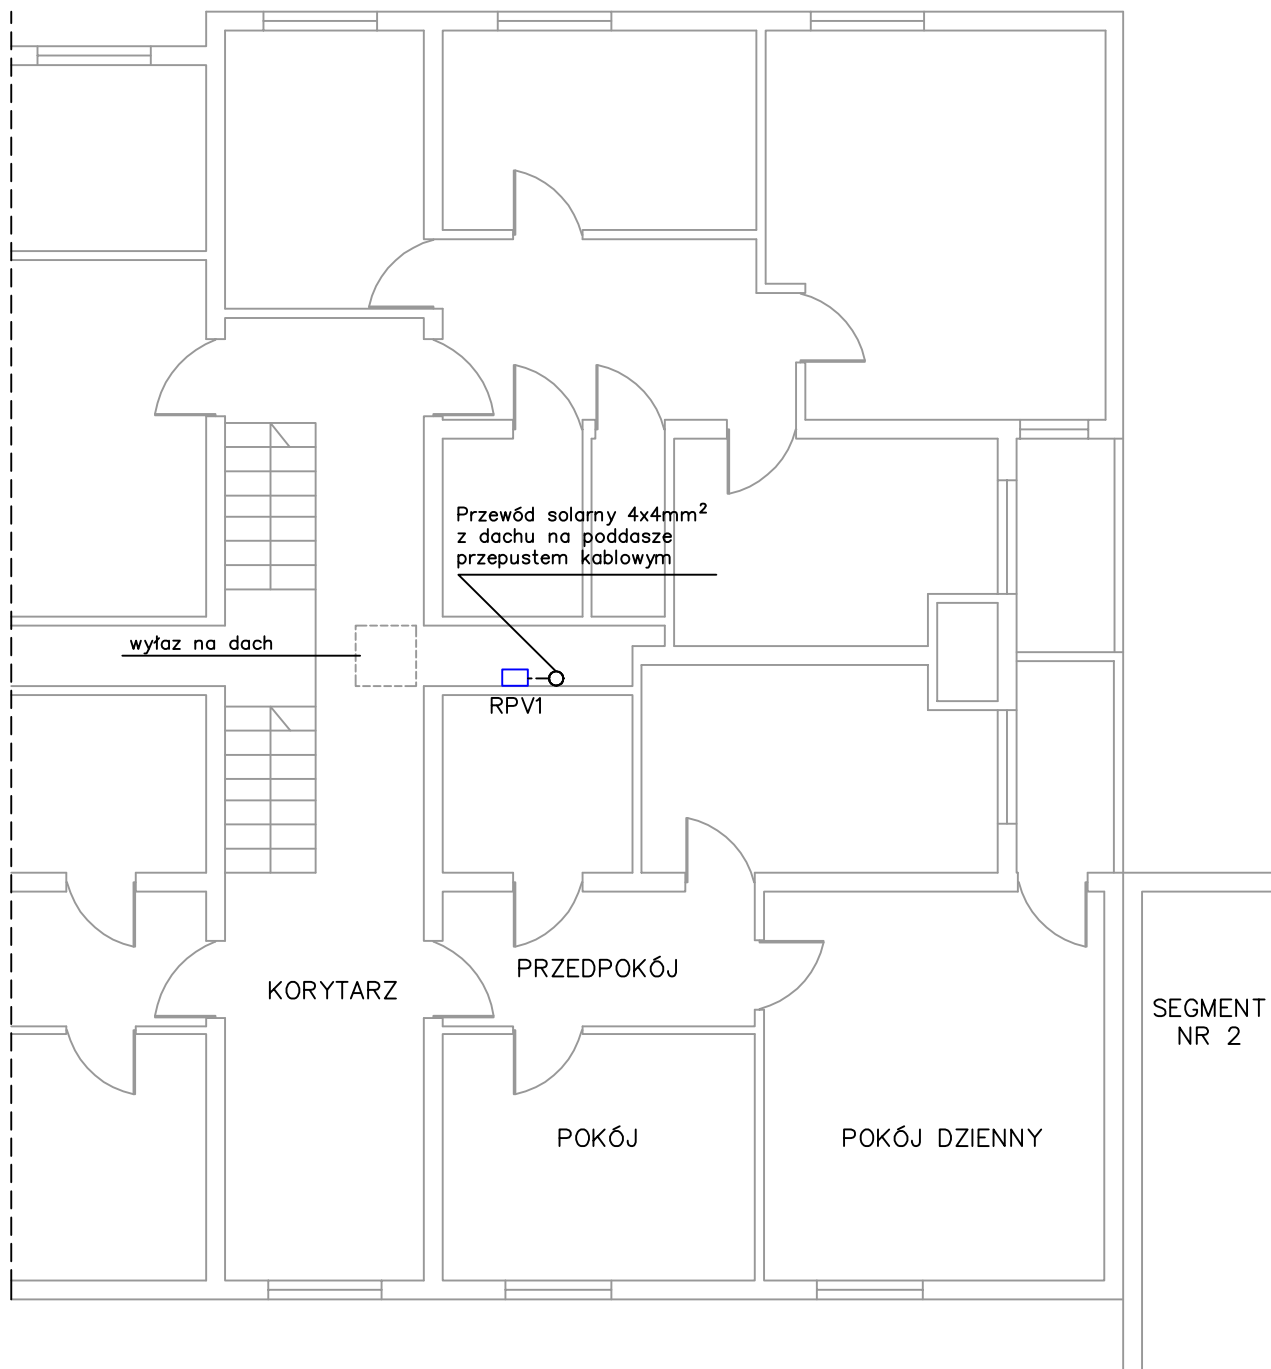 Przewód solarny 4x4mm²
z dachu na poddasze
przepustem kablowym
wyłaz na dach
RPV1
PRZEDPOKÓJ
KORYTARZ
SEGMENT
NR 2
POKÓJ
POKÓJ DZIENNY